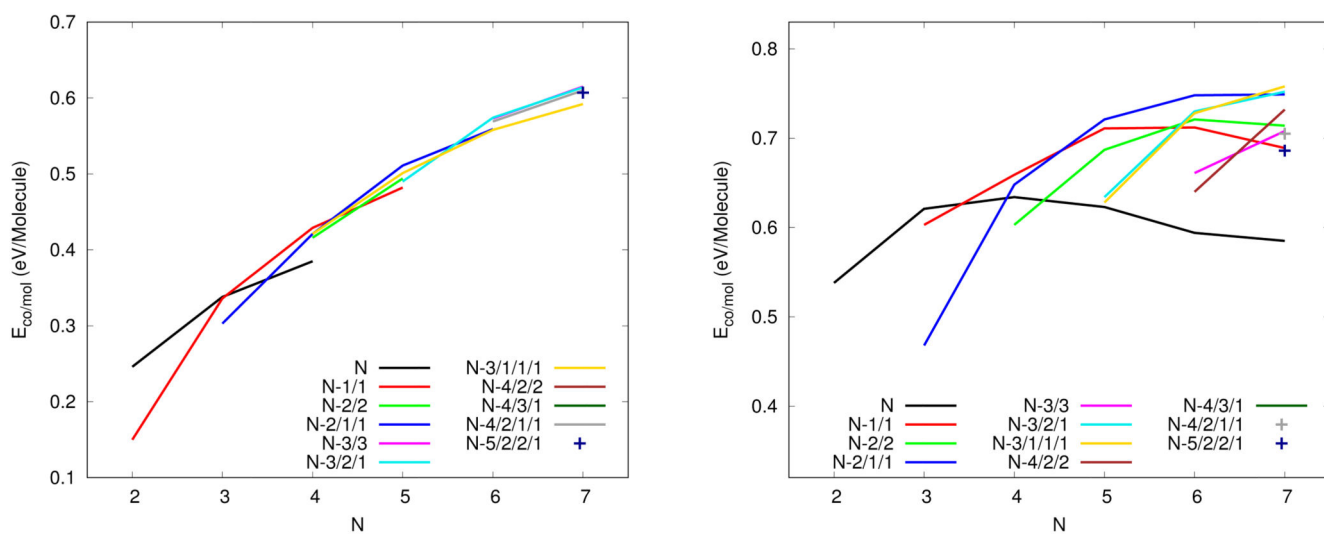 0.7
0.6
0.5
0.4
0.3
0.2
0.1
E_co/mol (eV/Molecule)
N
N-1/1
N-2/2
N-2/1/1
N-3/3
N-3/2/1
N-3/1/1/1
N-4/2/2
N-4/3/1
N-4/2/1/1
N-5/2/2/1
2 3 4 5 6 7
N
0.8
0.7
0.6
0.5
0.4
E_co/mol (eV/Molecule)
N
N-1/1
N-2/2
N-2/1/1
N-3/3
N-3/2/1
N-3/1/1/1
N-4/2/2
N-4/3/1
N-4/2/1/1
N-5/2/2/1
2 3 4 5 6 7
N